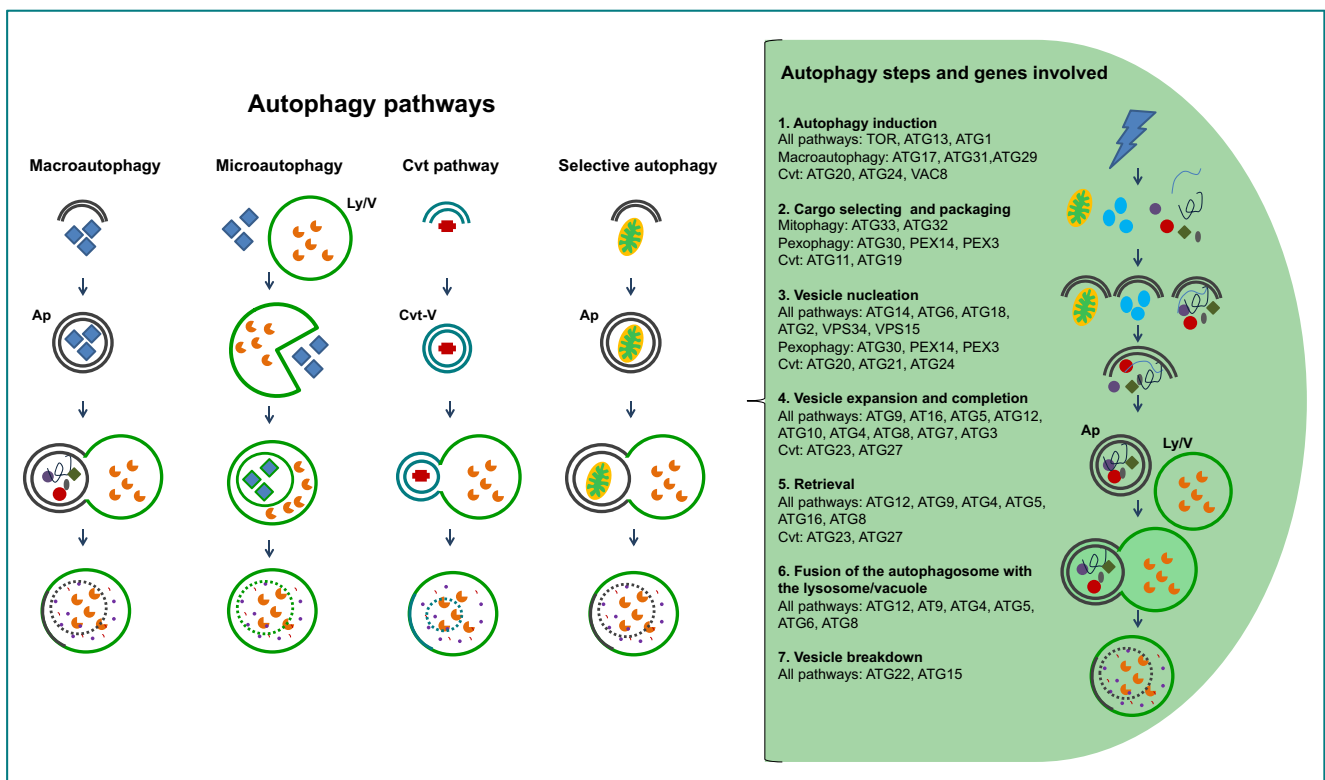 Autophagy pathways
Macroautophagy
Microautophagy
Cvt pathway
Selective autophagy
Ly/V
Ap
Cvt-V
Ap
Autophagy steps and genes involved
1. Autophagy induction
All pathways: TOR, ATG13, ATG1
Macroautophagy: ATG17, ATG31,ATG29
Cvt: ATG20, ATG24, VAC8
2. Cargo selecting and packaging
Mitophagy: ATG33, ATG32
Pexophagy: ATG30, PEX14, PEX3
Cvt: ATG11, ATG19
3. Vesicle nucleation
All pathways: ATG14, ATG6, ATG18,
ATG2, VPS34, VPS15
Pexophagy: ATG30, PEX14, PEX3
Cvt: ATG20, ATG21, ATG24
4. Vesicle expansion and completion
All pathways: ATG9, AT16, ATG5, ATG12,
ATG10, ATG4, ATG8, ATG7, ATG3
Cvt: ATG23, ATG27
5. Retrieval
All pathways: ATG12, ATG9, ATG4, ATG5,
ATG16, ATG8
Cvt: ATG23, ATG27
6. Fusion of the autophagosome with
the lysosome/vacuole
All pathways: ATG12, AT9, ATG4, ATG5,
ATG6, ATG8
7. Vesicle breakdown
All pathways: ATG22, ATG15
Ap
Ly/V